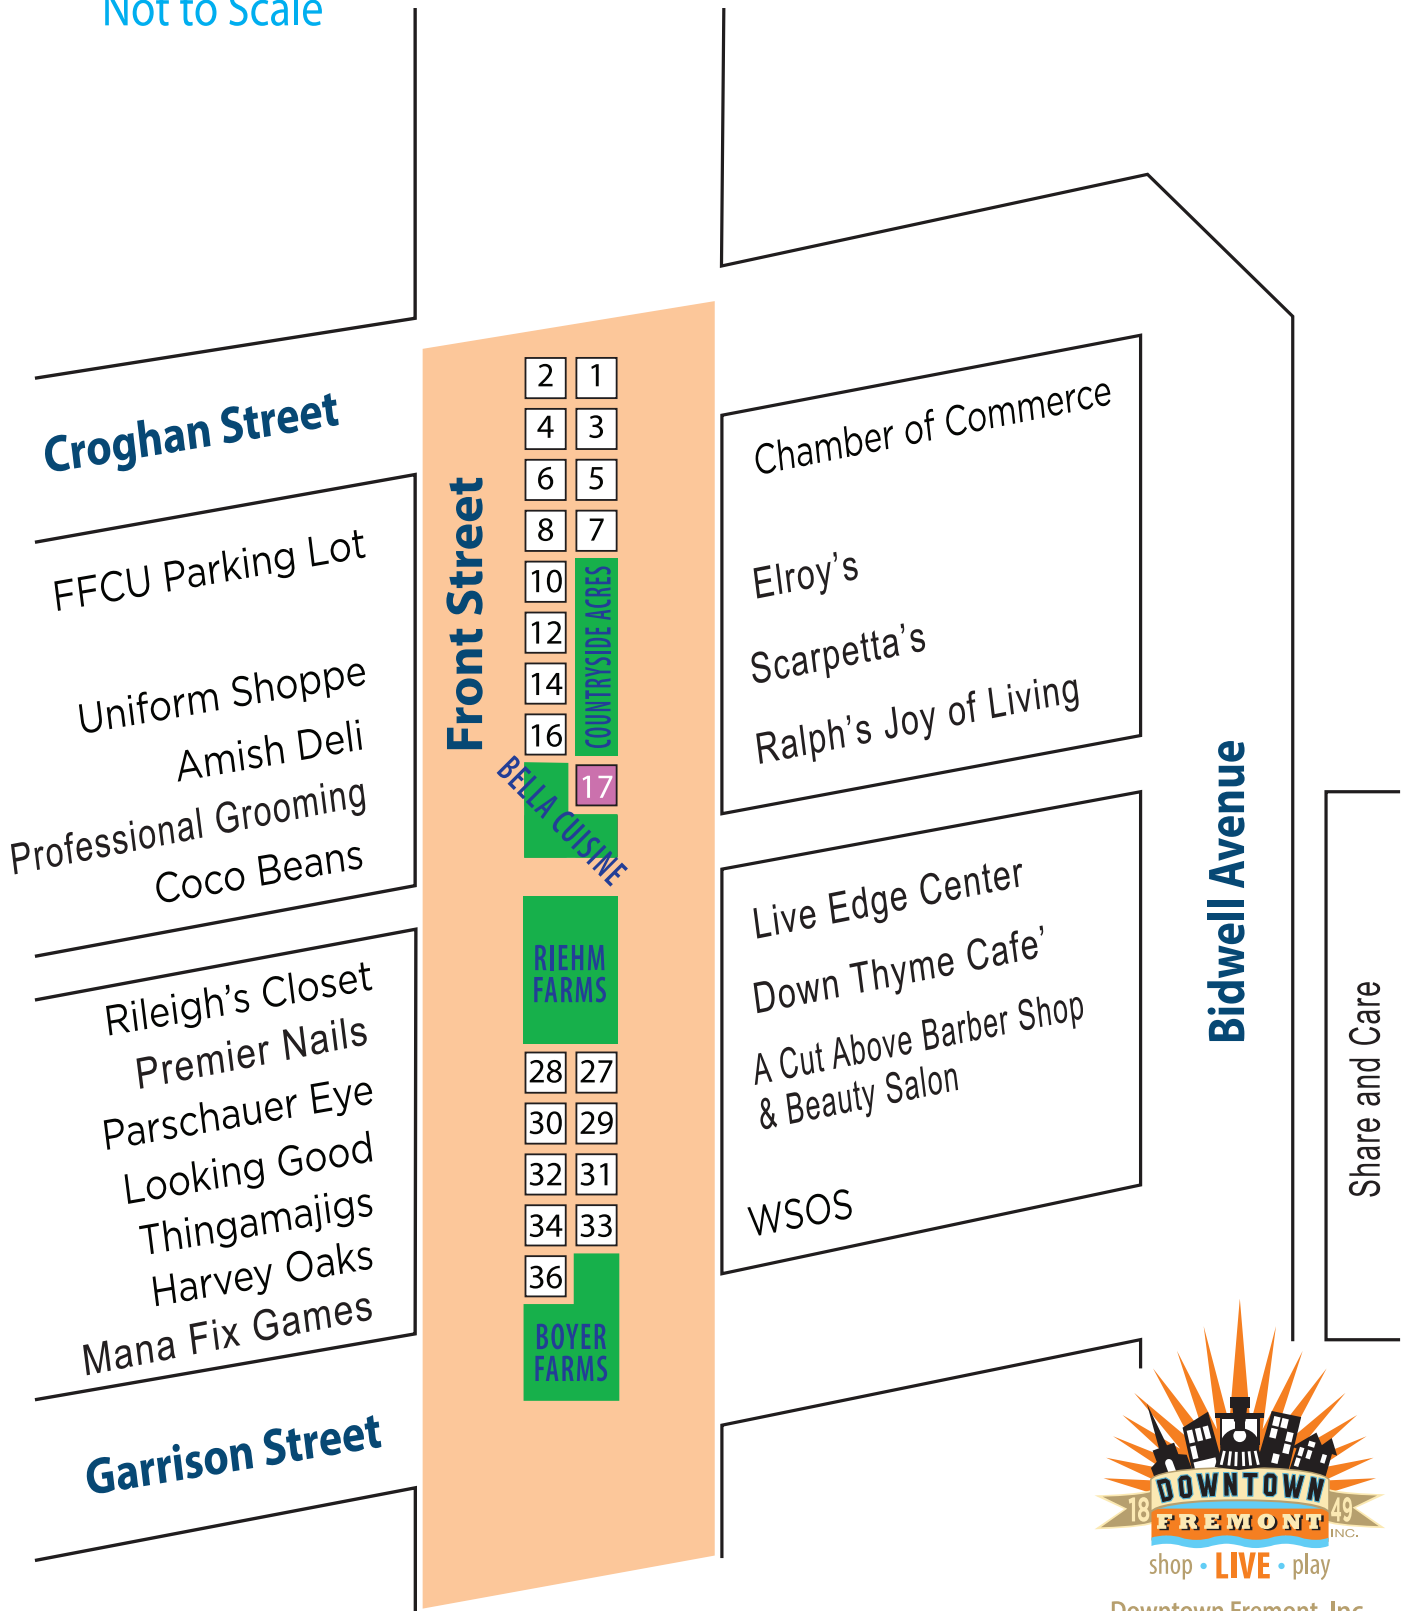 Not to Scale
Croghan Street
FFCU Parking Lot
Uniform Shoppe
Amish Deli
Professional Grooming
Coco Beans
Rileigh's Closet
Premier Nails
Parschauer Eye
Looking Good
Thingamajigs
Harvey Oaks
Mana Fix Games
Garrison Street
Front Street
2 1
4 3
6 5
8 7
10
12
14
16
COUNTRYSIDE ACRES
17
BELLA CUISINE
RIEHM
FARMS
28 27
30 29
32 31
34 33
36
BOYER
FARMS
Chamber of Commerce
Elroy's
Scarpetta's
Ralph's Joy of Living
Live Edge Center
Down Thyme Cafe'
A Cut Above Barber Shop
& Beauty Salon
WSOS
Bidwell Avenue
Share and Care
DOWNTOWN
18 FREMONT 49
INC.
shop • LIVE • play
Downtown Fremont, Inc.